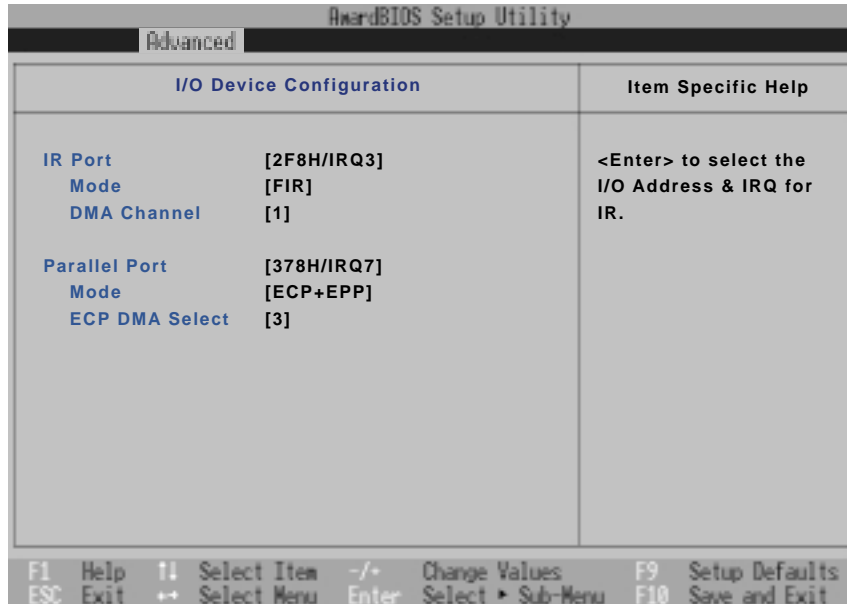 AwardBIOS Setup Utility
Advanced
I/O Device Configuration
Item Specific Help
IR Port [2F8H/IRQ3]
Mode [FIR]
DMA Channel [1]
Parallel Port [378H/IRQ7]
Mode [ECP+EPP]
ECP DMA Select [3]
<Enter> to select the
I/O Address & IRQ for
IR.
F1 Help ↑↓ Select Item -/+ Change Values F9 Setup Defaults
ESC Exit ←→ Select Menu Enter Select ▸ Sub-Menu F10 Save and Exit